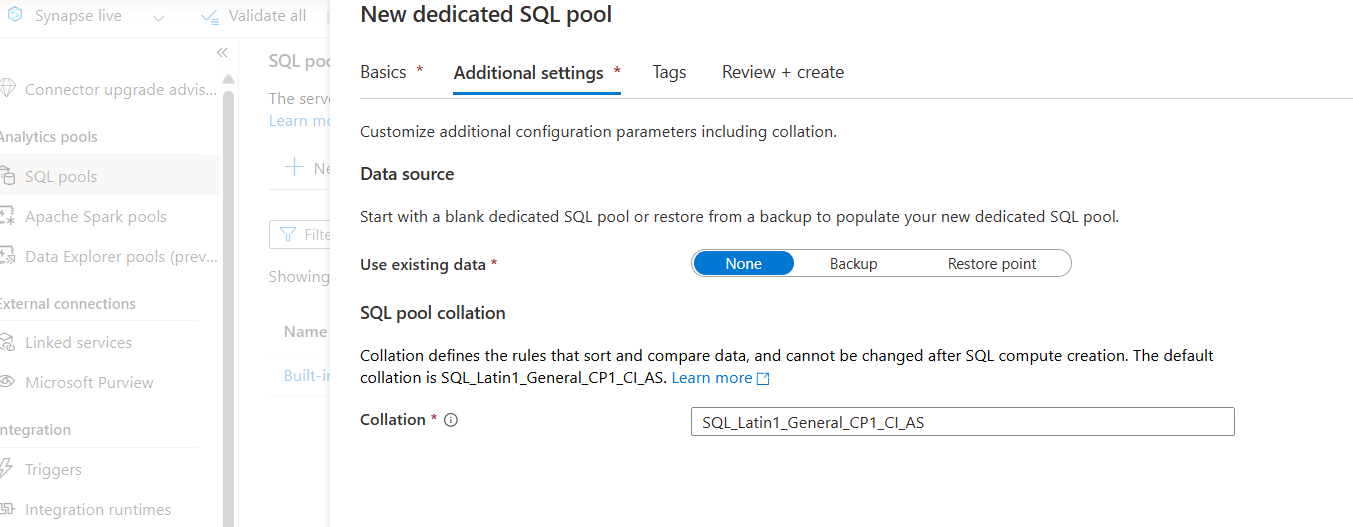 Synapse live
Validate all
Connector upgrade advis...
Analytics pools
SQL pools
Apache Spark pools
Data Explorer pools (prev...
External connections
Linked services
Microsoft Purview
Integration
Triggers
Integration runtimes
SQL poo
The serve
Learn mo
Ne
Filte
Showing
Name
Built-in
New dedicated SQL pool
Basics *
Additional settings *
Tags
Review + create
Customize additional configuration parameters including collation.
Data source
Start with a blank dedicated SQL pool or restore from a backup to populate your new dedicated SQL pool.
Use existing data *
None
Backup
Restore point
SQL pool collation
Collation defines the rules that sort and compare data, and cannot be changed after SQL compute creation. The default
collation is SQL_Latin1_General_CP1_CI_AS. Learn more
Collation *
SQL_Latin1_General_CP1_CI_AS